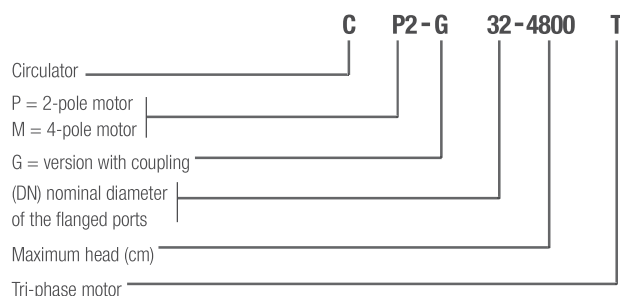 C P2 - G 32 - 4800 T
Circulator
P = 2-pole motor
M = 4-pole motor
G = version with coupling
(DN) nominal diameter
of the flanged ports
Maximum head (cm)
Tri-phase motor